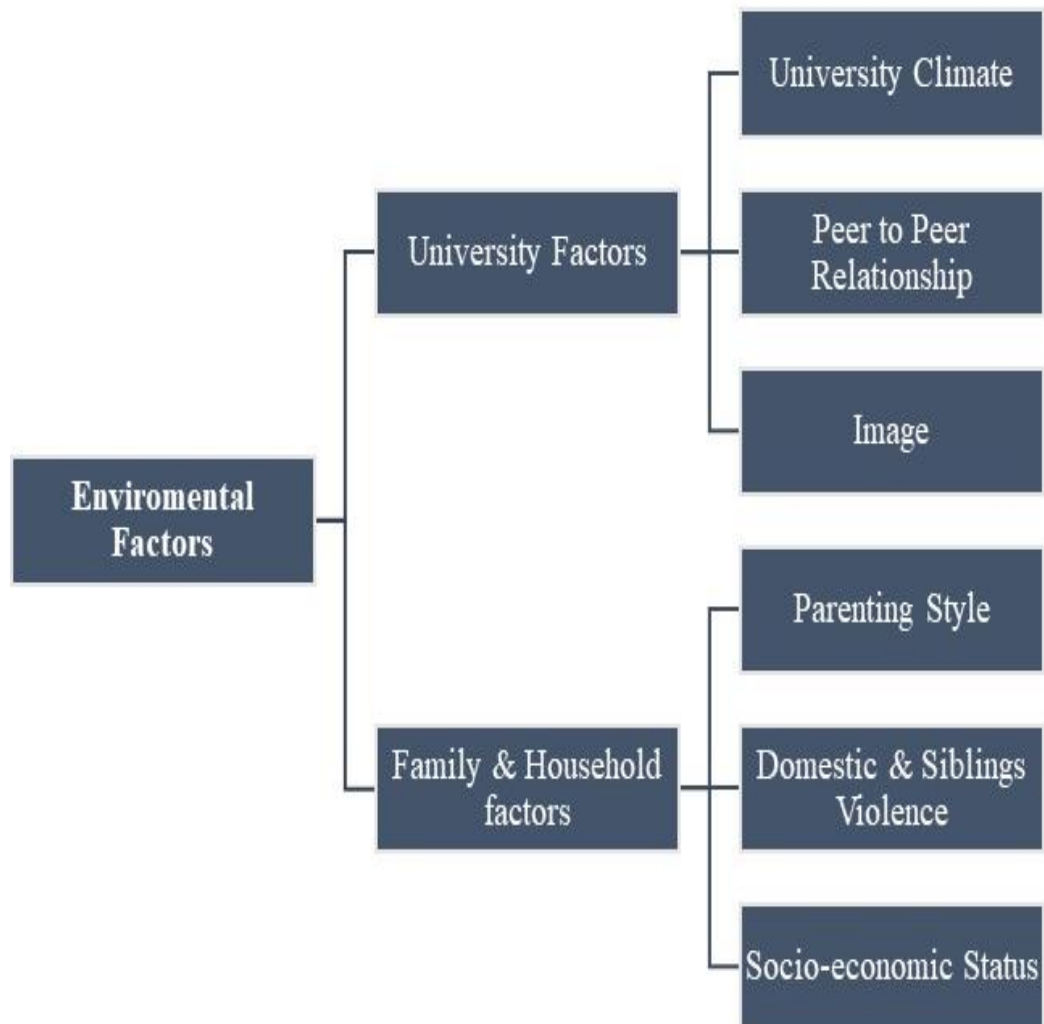 University Climate
University Factors
Peer to Peer
Relationship
Image
Enviromental
Factors
Parenting Style
Family & Household
factors
Domestic & Siblings
Violence
Socio-economic Status